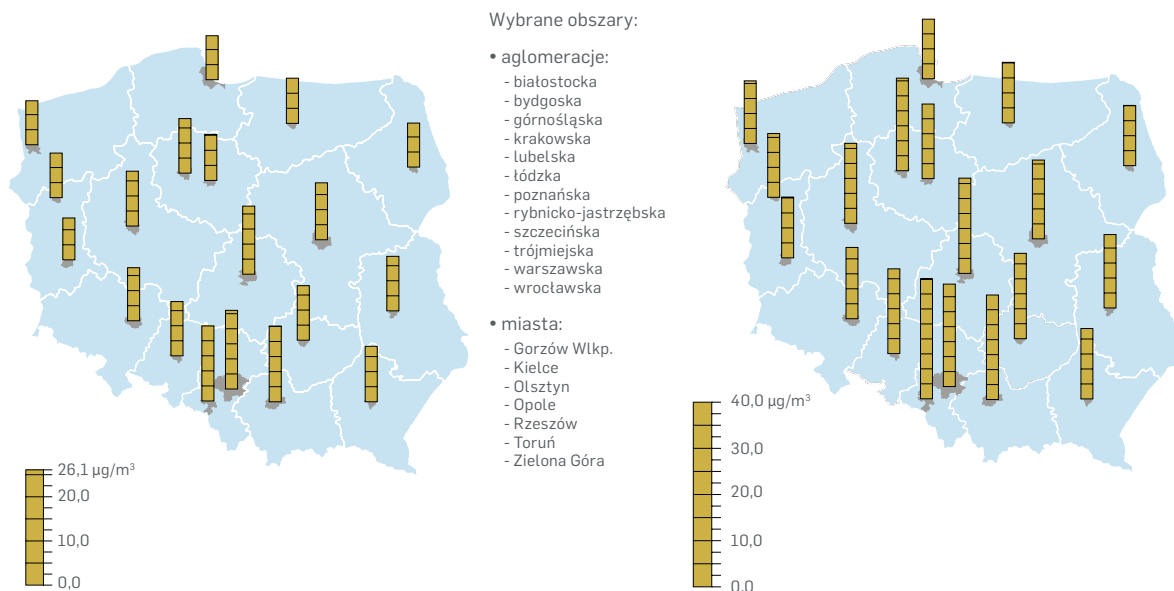 Wybrane obszary:
• aglomeracje:
- białostocka
- bydgoska
- górnośląska
- krakowska
- lubelska
- łódzka
- poznańska
- rybnicko-jastrzębska
- szczecińska
- trójmiejska
- warszawska
- wrocławska
• miasta:
- Gorzów Wlkp.
- Kielce
- Olsztyn
- Opole
- Rzeszów
- Toruń
- Zielona Góra
26,1 µg/m³
20,0
10,0
0,0
40,0 µg/m³
30,0
20,0
10,0
0,0